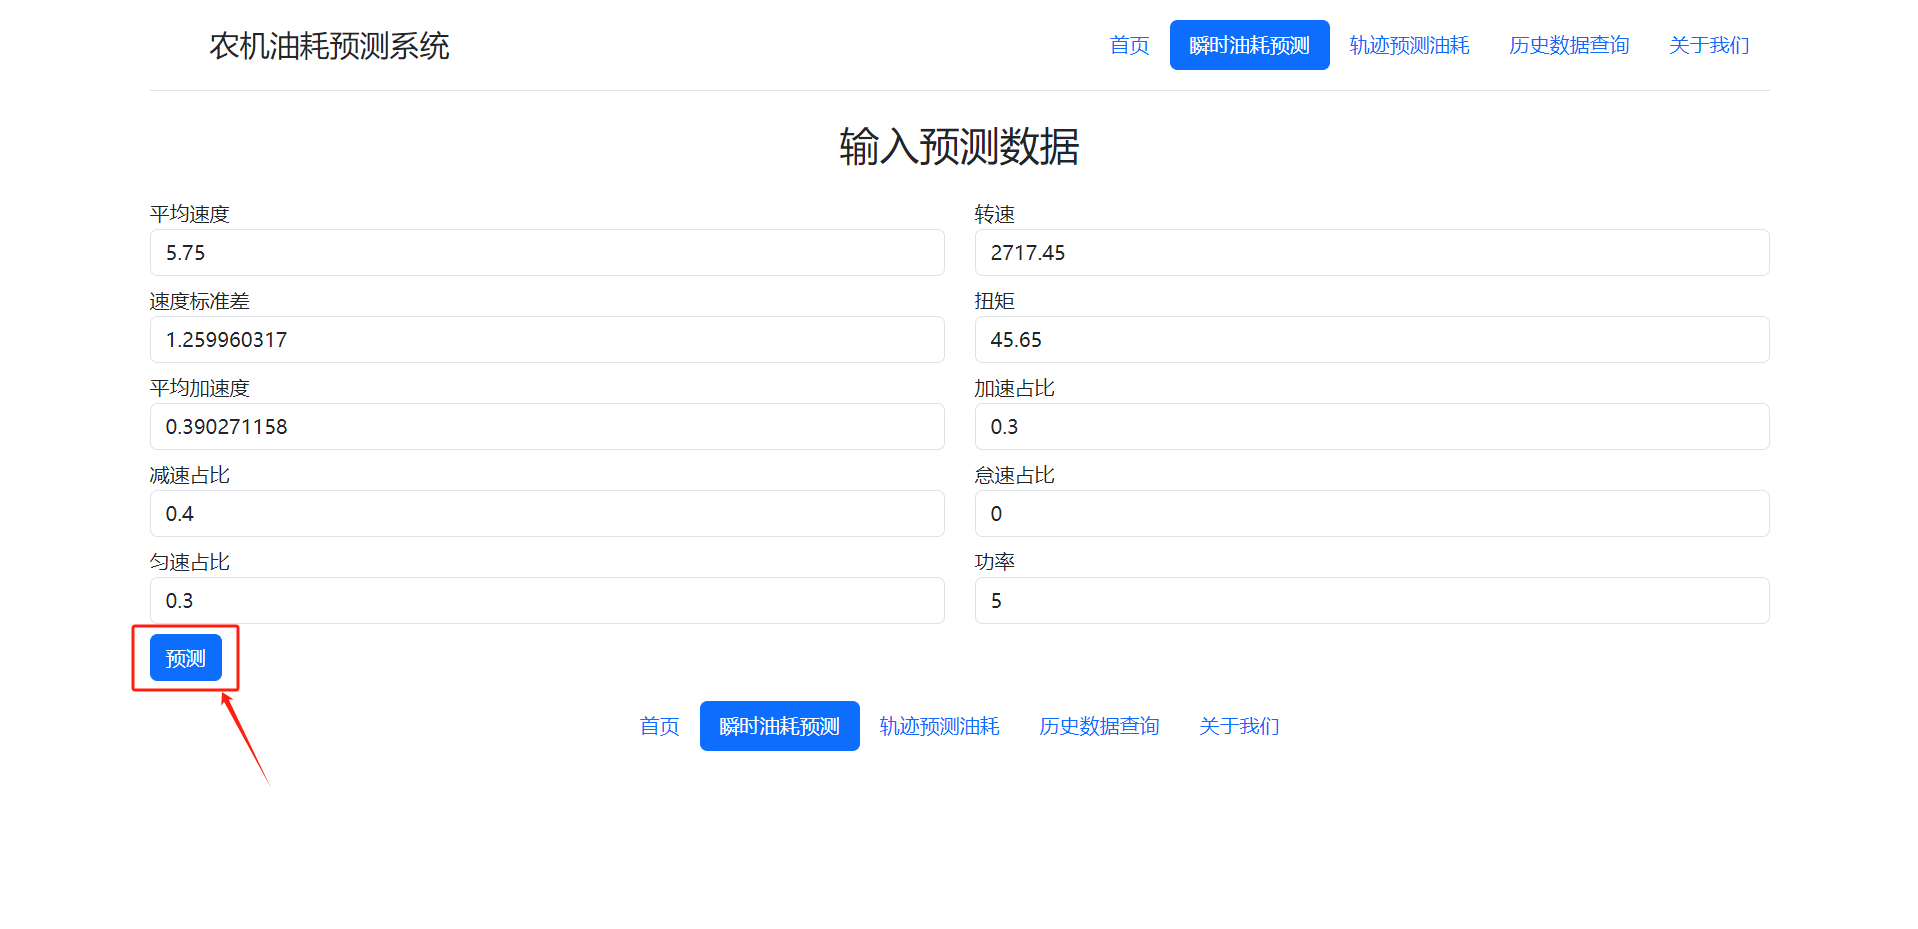 农机油耗预测系统
首页 瞬时油耗预测 轨迹预测油耗 历史数据查询 关于我们
输入预测数据
平均速度 转速
5.75 2717.45
速度标准差 扭矩
1.259960317 45.65
平均加速度 加速占比
0.390271158 0.3
减速占比 怠速占比
0.4 0
匀速占比 功率
0.3 5
预测
首页 瞬时油耗预测 轨迹预测油耗 历史数据查询 关于我们